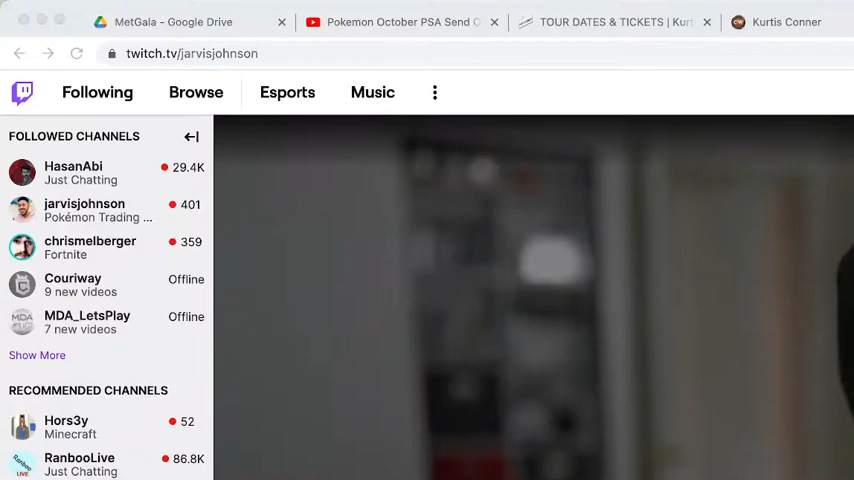 MetGala - Google Drive
Pokemon October PSA Send O
TOUR DATES & TICKETS | Kurt
Kurtis Conner
twitch.tv/jarvisjohnson
Following
Browse
Esports
Music
FOLLOWED CHANNELS
HasanAbi
29.4K
Just Chatting
jarvisjohnson
401
Pokémon Trading ...
chrismelberger
359
Fortnite
Couriway
Offline
9 new videos
MDA_LetsPlay
Offline
7 new videos
Show More
RECOMMENDED CHANNELS
Hors3y
52
Minecraft
RanbooLive
86.8K
Just Chatting